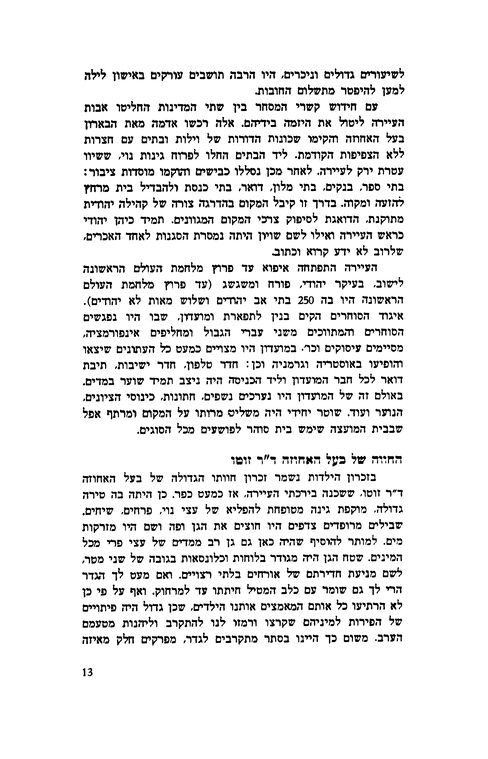 לשיעורים גדולים וניכרים, היו הרבה תושבים עורקים באישון לילה
למען להיפטר מתשלום החובות.
עם חידוש קשרי המסחר בין שתי המדינות החליטו אבות
העיירה ליטול את היזמה בידיהם. אלה רכשו אדמה מאת הבארון
בעל האחוזה והקימו שכונות הדורות של וילות ובתים עם חצרות
ללא הצפיפות הקודמת. ליד הבתים החלו לפרוח גינות נוי, ששיוו
עטרת ירק לעיירה. לאחר מכן נסללו כבישים והוקמו מוסדות ציבור:
בתי ספר, בנקים, בתי מלון, דואר, בתי כנסת ולהבדיל בית מרחץ
להזעה ומקוה. בדרך זו קיבל המקום בהדרגה צורה של קהילה יהודית
מתוקנת, הדואגת לסיפוק צרכי המקום המגוונים. תמיד כיהן יהודי
כראש העיירה ואילו לשם שויון היתה נמסרת הסגנות לאחד האכרים,
שלרוב לא ידע קרוא וכתוב.
העיירה התפתחה איפוא עד פרוץ מלחמת העולם הראשונה
לישוב, בעיקר יהודי, פורח ומשגשג (עד פרוץ מלחמת העולם
הראשונה היו בה 250 בתי אב יהודים ושלוש מאות לא יהודים).
איגוד הסוחרים הקים בנין לתפארת ומועדון, שבו היו נפגשים
הסוחרים והמתווכים משני עברי הגבול ומחליפים אינפורמציה,
מסיימים עיסוקים וכר. במועדון היו מצויים כמעט כל העתונים שיצאו
והופיעו באוסטריה וגרמניה וכן: חדר טלפון, חדר ישיבות, תיבת
דואר לכל חבר המועדון וליד הכניסה היה ניצב תמיד שוער במדים.
באולם זה של המועדון היו נערכים נשפים, חתונות, כינוסי הציונים,
הנוער ועוד. שוטר יחידי היה משליט מרותו על המקום ומרתף אפל
שבבית המועצה שימש בית סוהר לפושעים מכל הסוגים.
החווה של בעל האחוזה ד"ר זוטו
בזכרון הילדות נשמר זכרון חוותו הגדולה של בעל האחוזה
ד"ר זוטו, ששכנה בירכתי העיירה, אז כמעט כפר. כן היתה בה טירה
גדולה, מוקפת גינה מטופחת להפליא של עצי נוי, פרחים, שיחים,
שבילים מרופדים צדפים היו חוצים את הגן ופה ושם היו מזרקות
מים. למותר להוסיף שהיה כאן גם גן רב ממדים של עצי פרי מכל
המינים. שטח הגן היה מגודר בלוחות וכלונסאות בגובה של שני מטר,
לשם מניעת חדירתם של אורחים בלתי רצויים. ואם מעט לך הגדר
הרי לך גם שומר עם כלב המטיל חיתתו עד למרחוק. ואף על פי כן
לא הרתיעו כל אותם המאמצים אותנו הילדים, שכן גדול היה פיתויים
של הפירות למיניהם שקרצו ורמזו לנו להתקרב וליהנות מטעמם
הערב. משום כך היינו בסתר מתקרבים לגדר, מפרקים חלק מאיזה
13